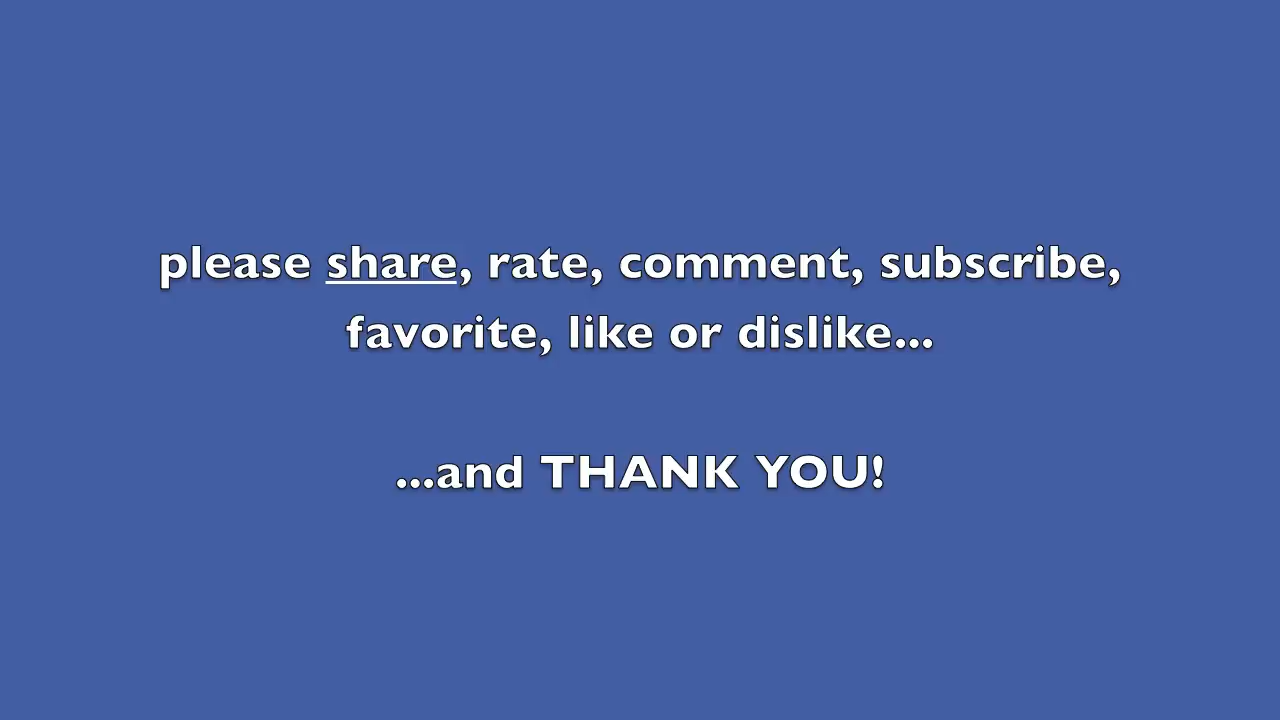 please share, rate, comment, subscribe,
favorite, like or dislike...
...and THANK YOU!